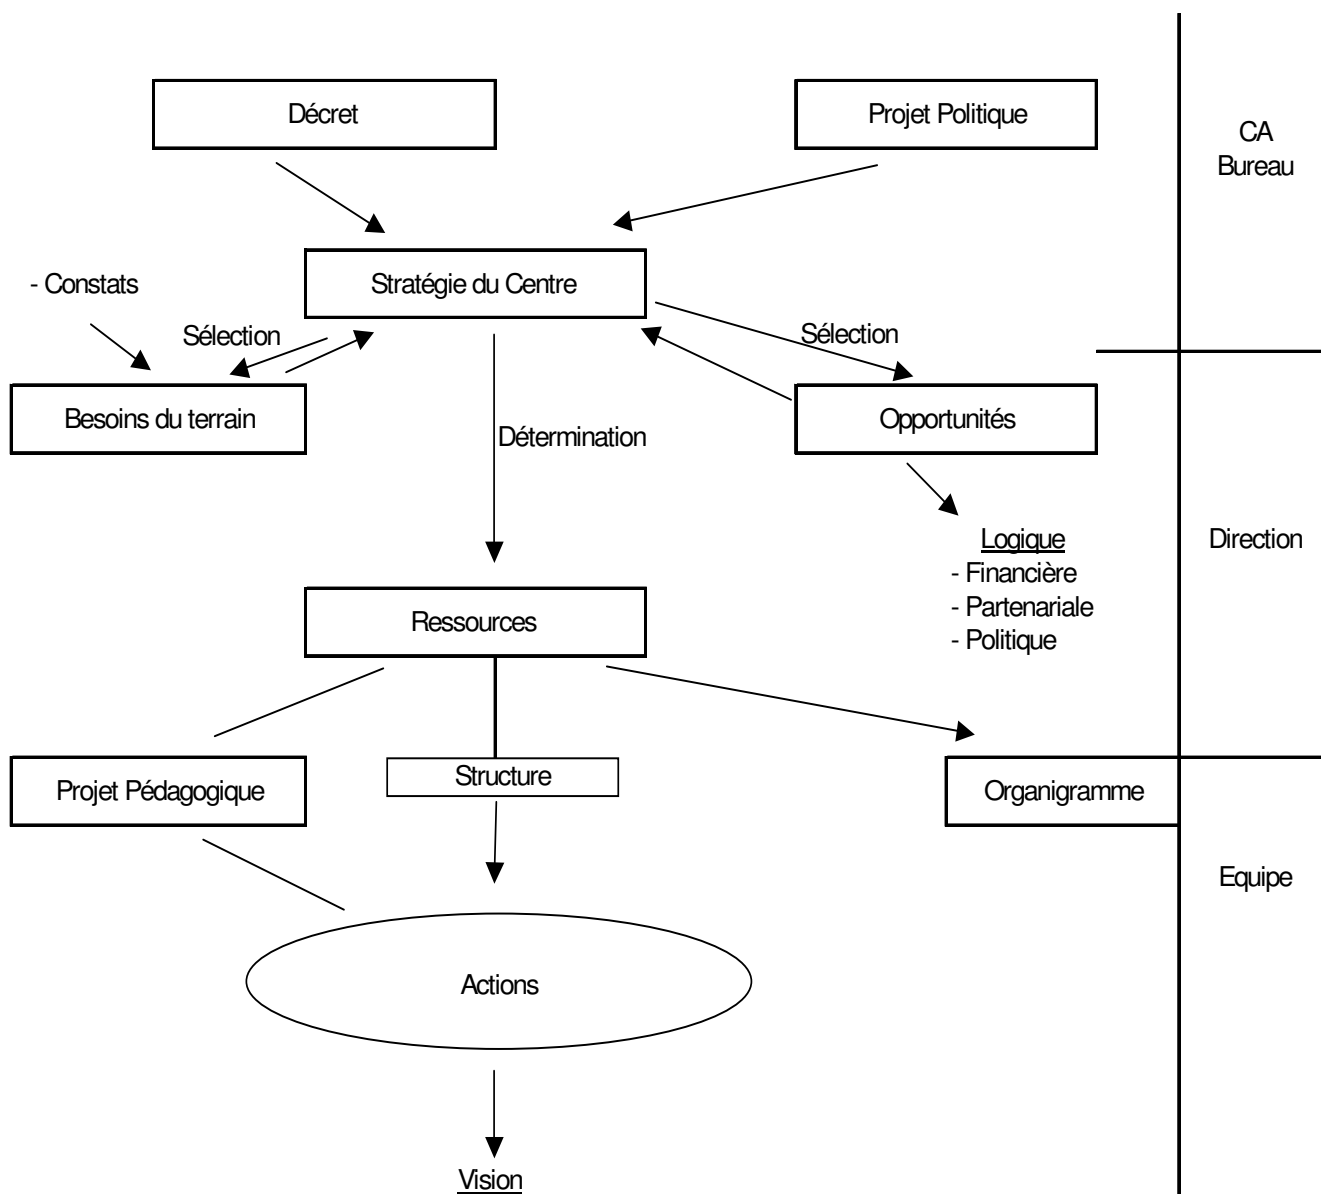 Décret
Projet Politique
CA
Bureau
Stratégie du Centre
- Constats
Sélection
Sélection
Besoins du terrain
Opportunités
Détermination
Logique
- Financière
- Partenariale
- Politique
Direction
Ressources
Projet Pédagogique
Structure
Organigramme
Equipe
Actions
Vision